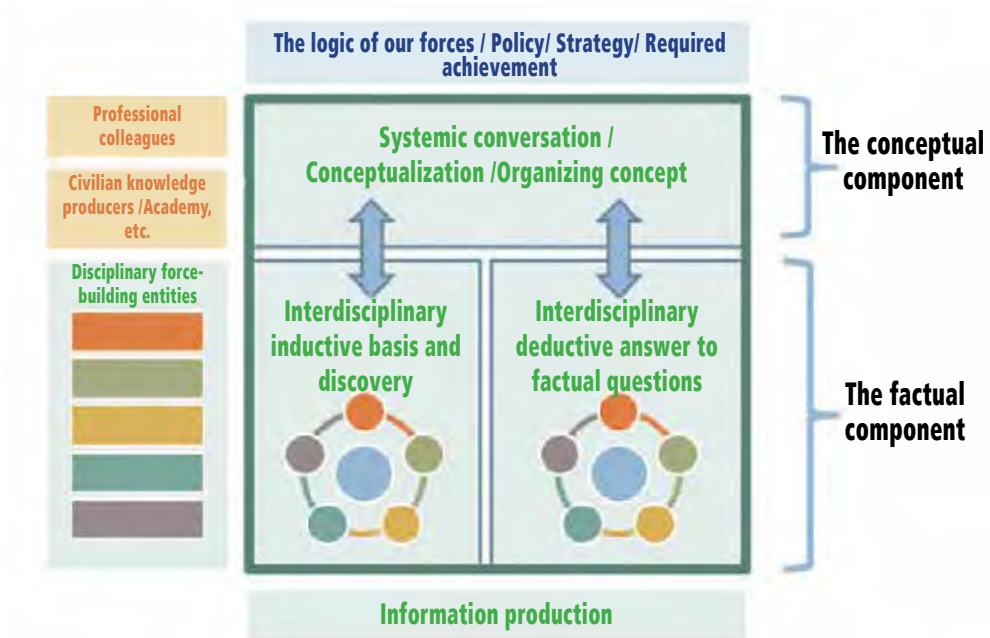 The logic of our forces / Policy/ Strategy/ Required
achievement
Professional
colleagues
Civilian knowledge
producers /Academy,
etc.
Disciplinary force-
building entities
Systemic conversation /
Conceptualization /Organizing concept
Interdisciplinary
inductive basis and
discovery
Interdisciplinary
deductive answer to
factual questions
The conceptual
component
The factual
component
Information production